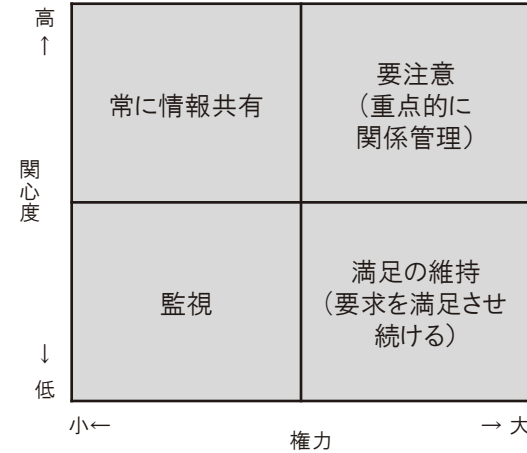 高
↑
関心度
↓
低
常に情報共有
要注意
（重点的に
関係管理）
監視
満足の維持
（要求を満足させ
続ける）
小←
権力
→ 大